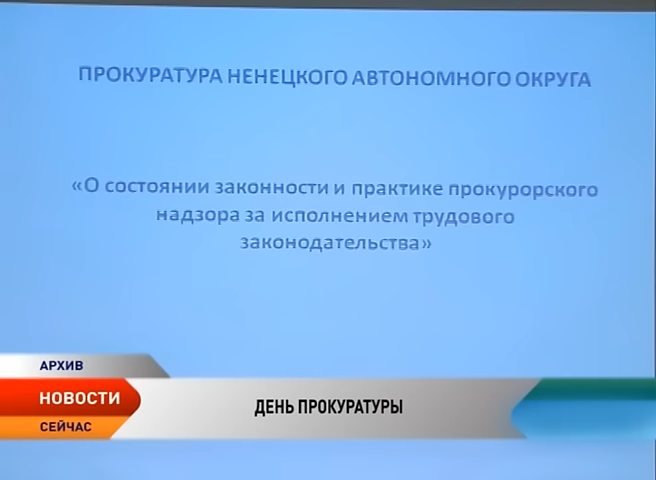 ПРОКУРАТУРА НЕНЕЦКОГО АВТОНОМНОГО ОКРУГА
«О состоянии законности и практике прокурорского
надзора за исполнением трудового
законодательства»
АРХИВ
НОВОСТИ
ДЕНЬ ПРОКУРАТУРЫ
СЕЙЧАС